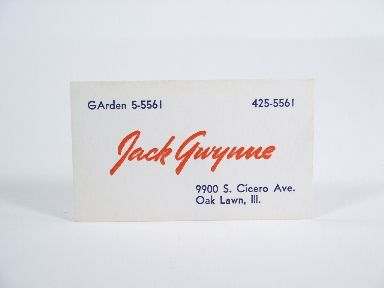 GArden 5-5561 425-5561
Jack Gwynne
9900 S. Cicero Ave.
Oak Lawn, Ill.